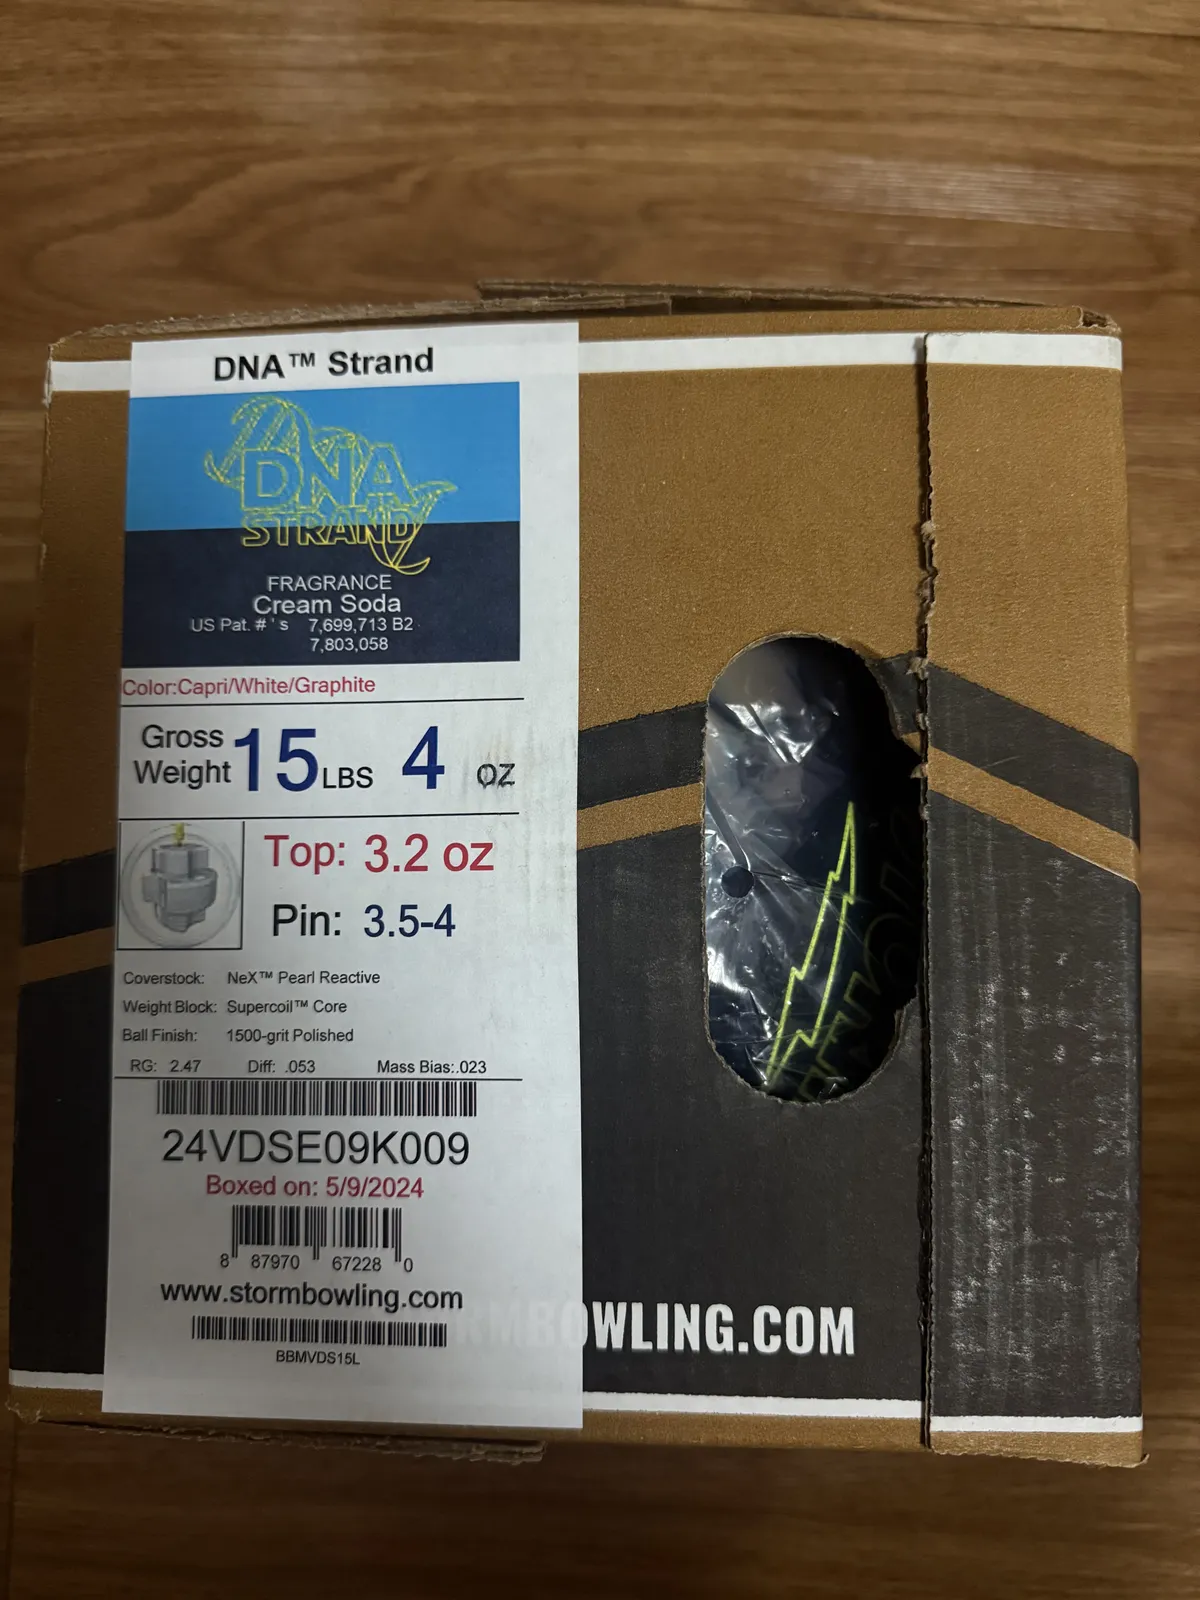 DNA™ Strand
DNA
STRAND
FRAGRANCE
Cream Soda
US Pat. # ' s 7,699,713 B2
7,803,058
Color:Capri/White/Graphite
Gross
Weight 15 LBS 4 oz
Top: 3.2 oz
Pin: 3.5-4
Coverstock: NeX™ Pearl Reactive
Weight Block: Supercoil™ Core
Ball Finish: 1500-grit Polished
RG: 2.47 Diff: .053 Mass Bias:.023
24VDSE09K009
Boxed on: 5/9/2024
8 87970 67228 0
www.stormbowling.com
BBMVDS15L
RMBOWLING.COM